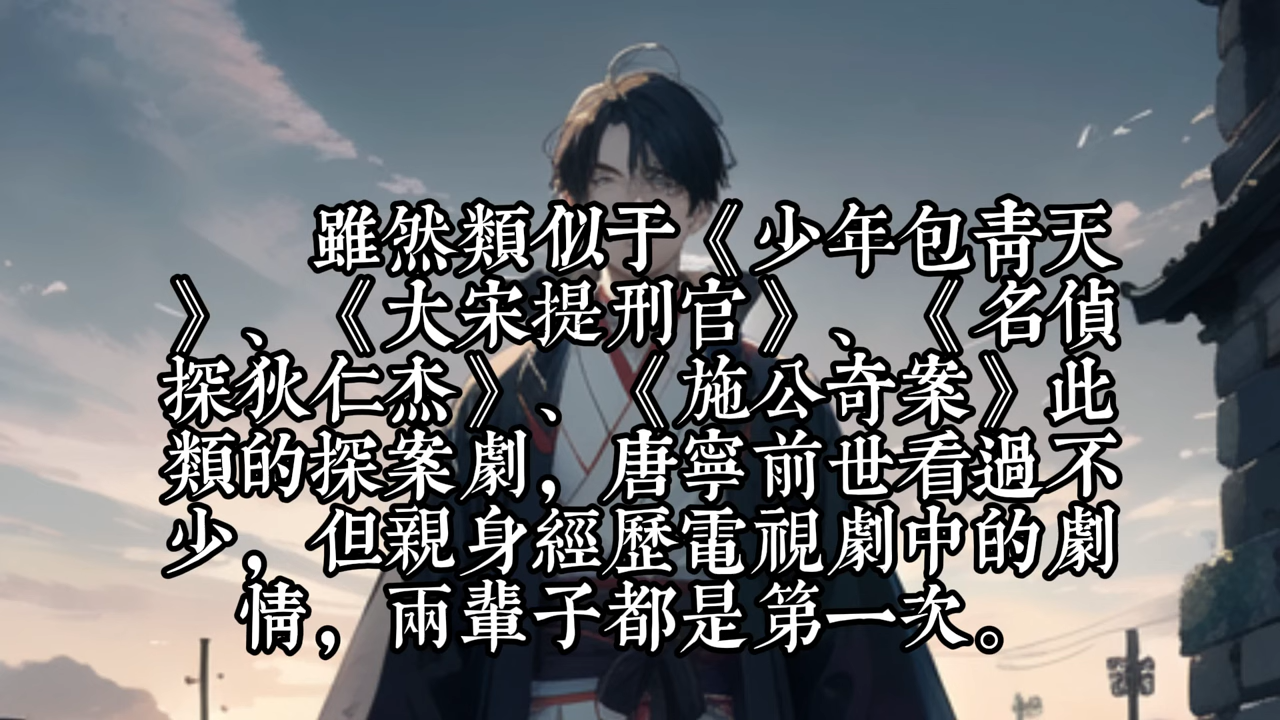 雖然類似于《少年包青天
》、《大宋提刑官》、《名偵
探狄仁杰》、《施公奇案》此
類的探案劇，唐寧前世看過不
少，但親身經歷電視劇中的劇
情，兩輩子都是第一次。